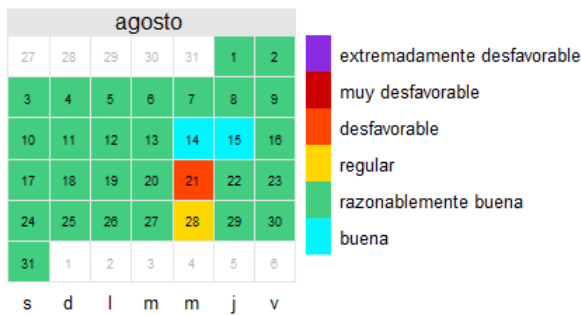 agosto
27 28 29 30 31 1 2
3 4 5 6 7 8 9
10 11 12 13 14 15 16
17 18 19 20 21 22 23
24 25 26 27 28 29 30
31 1 2 3 4 5 6
s d l m m j v
extremadamente desfavorable
muy desfavorable
desfavorable
regular
razonablemente buena
buena